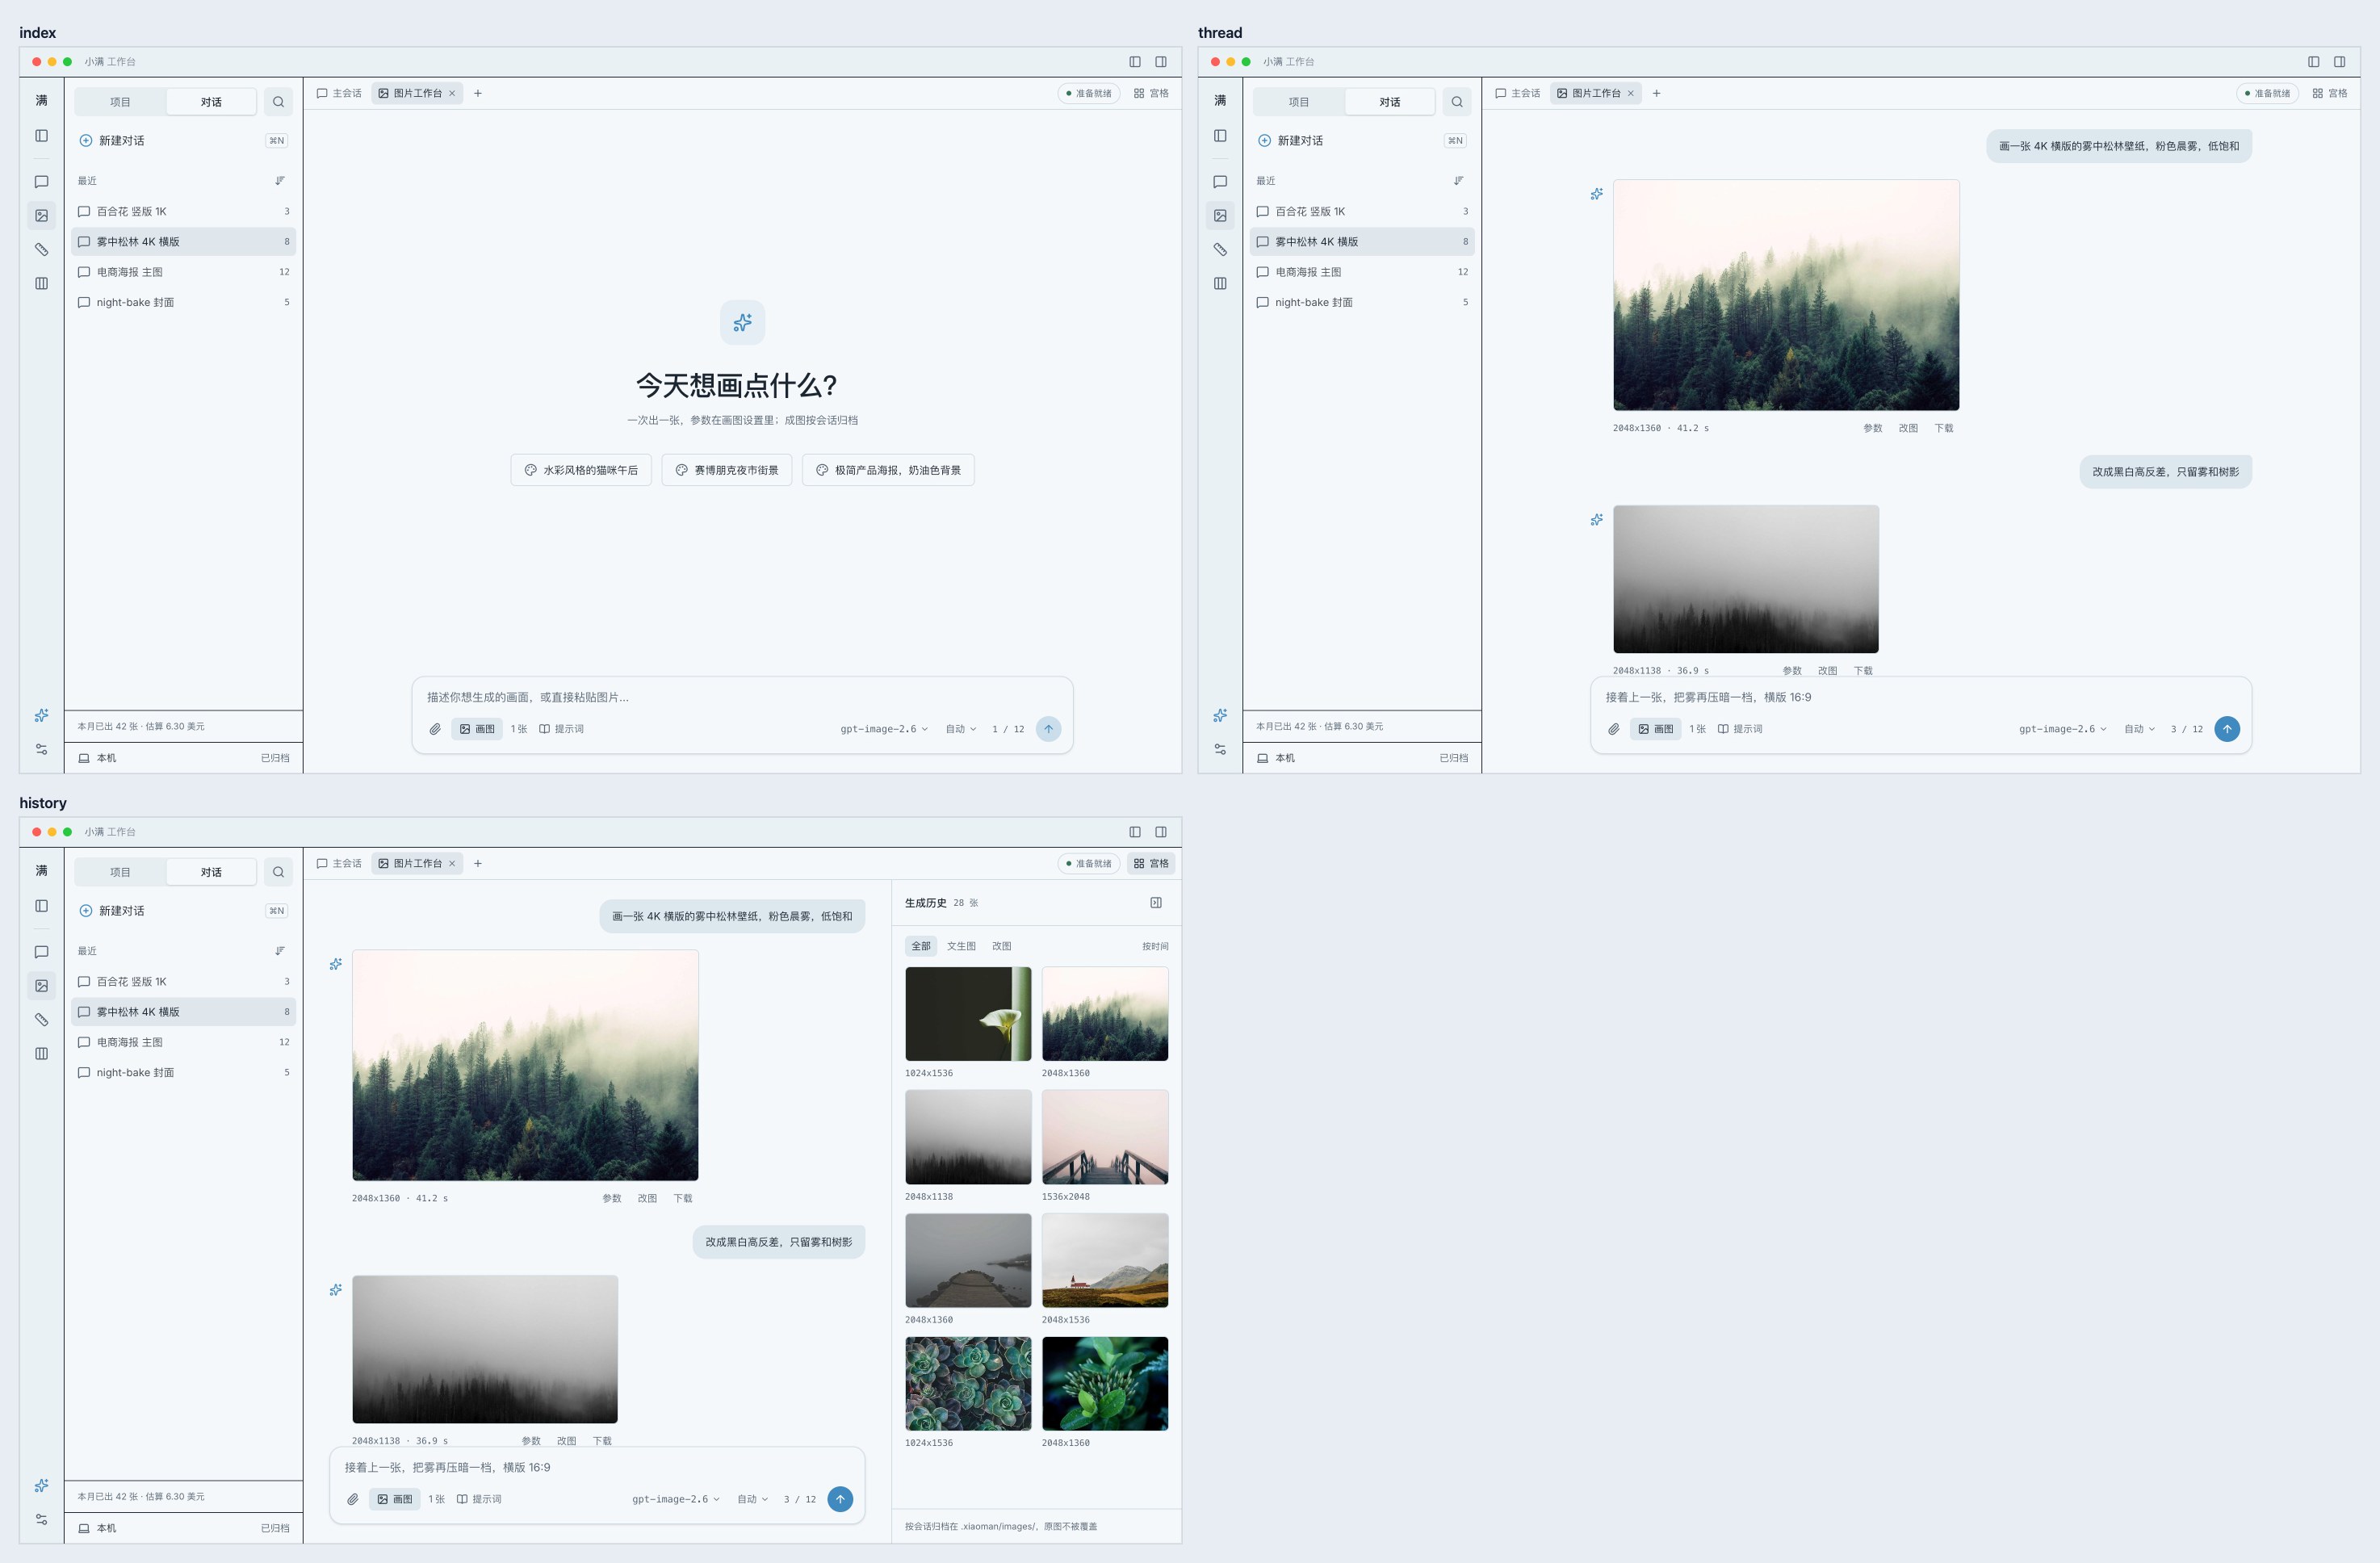 index
小满 工作台
满
项目
对话
新建对话
⌘N
最近
百合花 竖版 1K
3
雾中松林 4K 横版
8
电商海报 主图
12
night-bake 封面
5
本月已出 42 张 · 估算 6.30 美元
本机
已归档
主会话
图片工作台
准备就绪
宫格
今天想画点什么?
一次出一张，参数在画图设置里；成图按会话归档
水彩风格的猫咪午后
赛博朋克夜市街景
极简产品海报，奶油色背景
描述你想生成的画面，或直接粘贴图片...
画图
1 张
提示词
gpt-image-2.6
自动
1 / 12
thread
小满 工作台
满
项目
对话
新建对话
⌘N
最近
百合花 竖版 1K
3
雾中松林 4K 横版
8
电商海报 主图
12
night-bake 封面
5
本月已出 42 张 · 估算 6.30 美元
本机
已归档
主会话
图片工作台
准备就绪
宫格
画一张 4K 横版的雾中松林壁纸，粉色晨雾，低饱和
2048x1360 · 41.2 s
参数
改图
下载
改成黑白高反差，只留雾和树影
2048x1138 · 36.9 s
参数
改图
下载
接着上一张，把雾再压暗一档，横版 16:9
画图
1 张
提示词
gpt-image-2.6
自动
3 / 12
history
小满 工作台
满
项目
对话
新建对话
⌘N
最近
百合花 竖版 1K
3
雾中松林 4K 横版
8
电商海报 主图
12
night-bake 封面
5
本月已出 42 张 · 估算 6.30 美元
本机
已归档
主会话
图片工作台
准备就绪
宫格
画一张 4K 横版的雾中松林壁纸，粉色晨雾，低饱和
2048x1360 · 41.2 s
参数
改图
下载
改成黑白高反差，只留雾和树影
2048x1138 · 36.9 s
参数
改图
下载
接着上一张，把雾再压暗一档，横版 16:9
画图
1 张
提示词
gpt-image-2.6
自动
3 / 12
生成历史
28 张
全部
文生图
改图
按时间
1024x1536
2048x1360
2048x1138
1536x2048
2048x1360
2048x1536
1024x1536
2048x1360
按会话归档在 .xiaoman/images/，原图不被覆盖